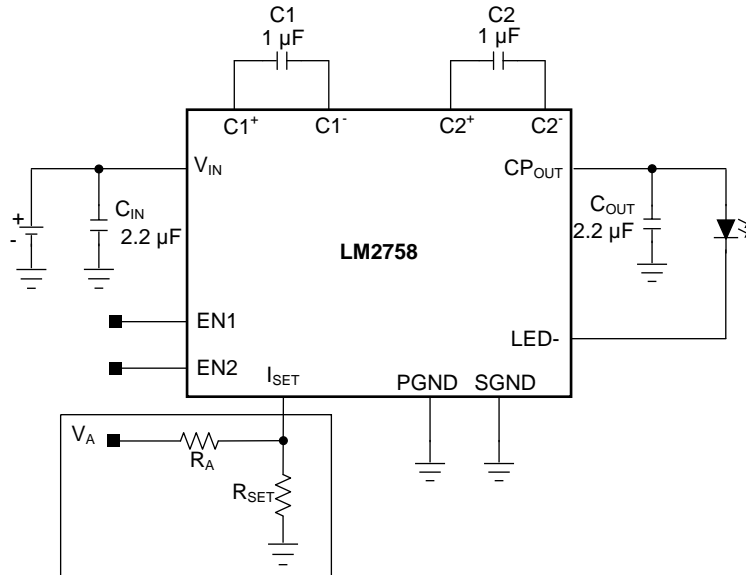 C1
1 µF
C2
1 µF
C1+
C1-
C2+
C2-
VIN
CPOUT
+
-
CIN
2.2 µF
COUT
2.2 µF
LM2758
EN1
LED-
EN2
ISET
PGND
SGND
VA
RA
RSET